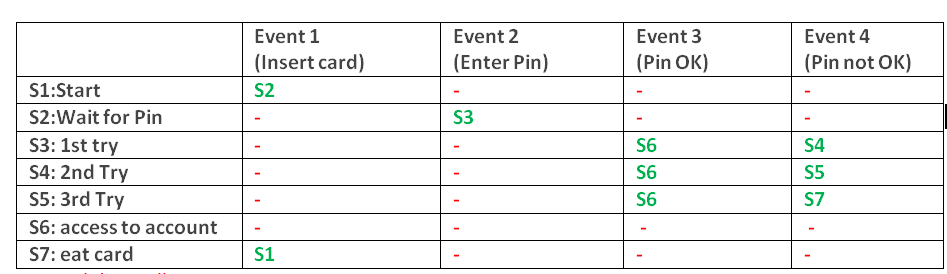 Event 1 Event 2 Event 3 Event 4
(Insert card) (Enter Pin) (Pin OK) (Pin not OK)
S1:Start S2 - - -
S2:Wait for Pin - S3 - -
S3: 1st try - - S6 S4
S4: 2nd Try - - S6 S5
S5: 3rd Try - - S6 S7
S6: access to account - - - -
S7: eat card S1 - - -